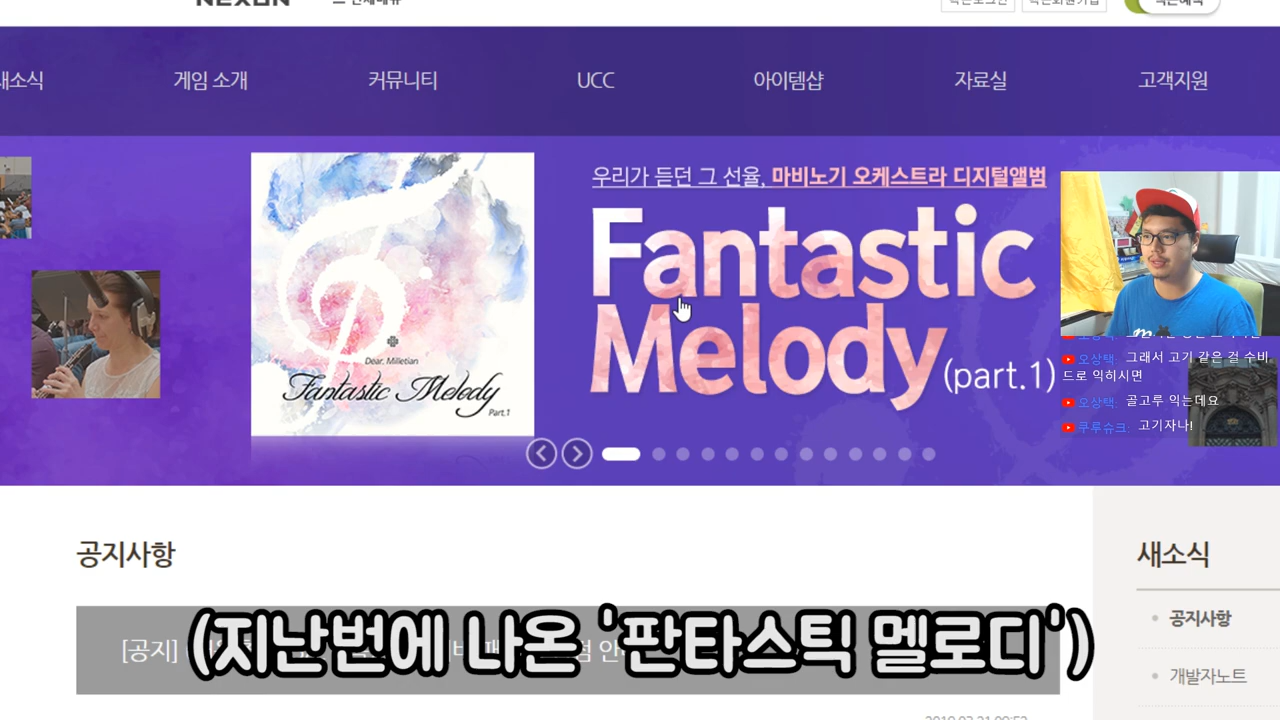 NEXON
새소식 게임 소개 커뮤니티 UCC 아이템샵 자료실 고객지원
우리가 듣던 그 선율, 마비노기 오케스트라 디지털앨범
Fantastic
Melody (part.1)
Dear. Milletian
Fantastic Melody
Part.1
오상택: 그래서 고기 같은 걸 수비
드로 익히시면
오상택: 골고루 익는데요
쿠루슈크: 고기자나!
공지사항
[공지]
(지난번에 나온 '판타스틱 멜로디')
새소식
공지사항
개발자노트